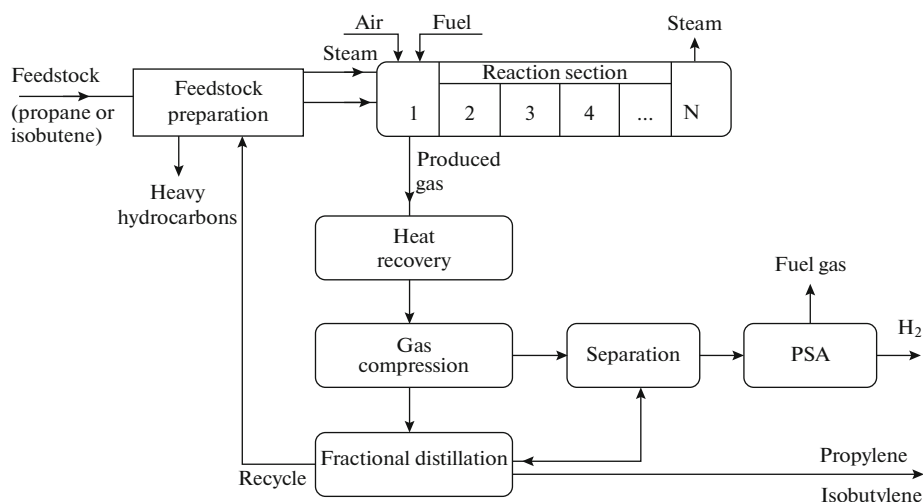 Air
Fuel
Steam
Steam
Feedstock
(propane or
isobutene)
Feedstock
preparation
Reaction section
1
2
3
4
...
N
Heavy
hydrocarbons
Produced
gas
Heat
recovery
Fuel gas
H2
Gas
compression
Separation
PSA
Fractional distillation
Recycle
Propylene
Isobutylene